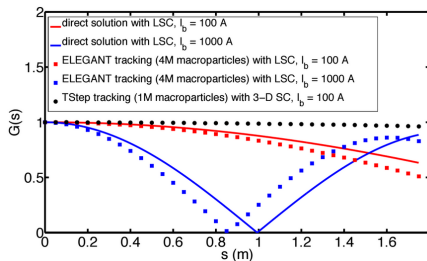 2
direct solution with LSC, I_b = 100 A
direct solution with LSC, I_b = 1000 A
1.5
ELEGANT tracking (4M macroparticles) with LSC, I_b = 100 A
ELEGANT tracking (4M macroparticles) with LSC, I_b = 1000 A
TStep tracking (1M macroparticles) with 3−D SC, I_b = 100 A
G(s)
1
0.5
0
0 0.2 0.4 0.6 0.8 1 1.2 1.4 1.6
s (m)